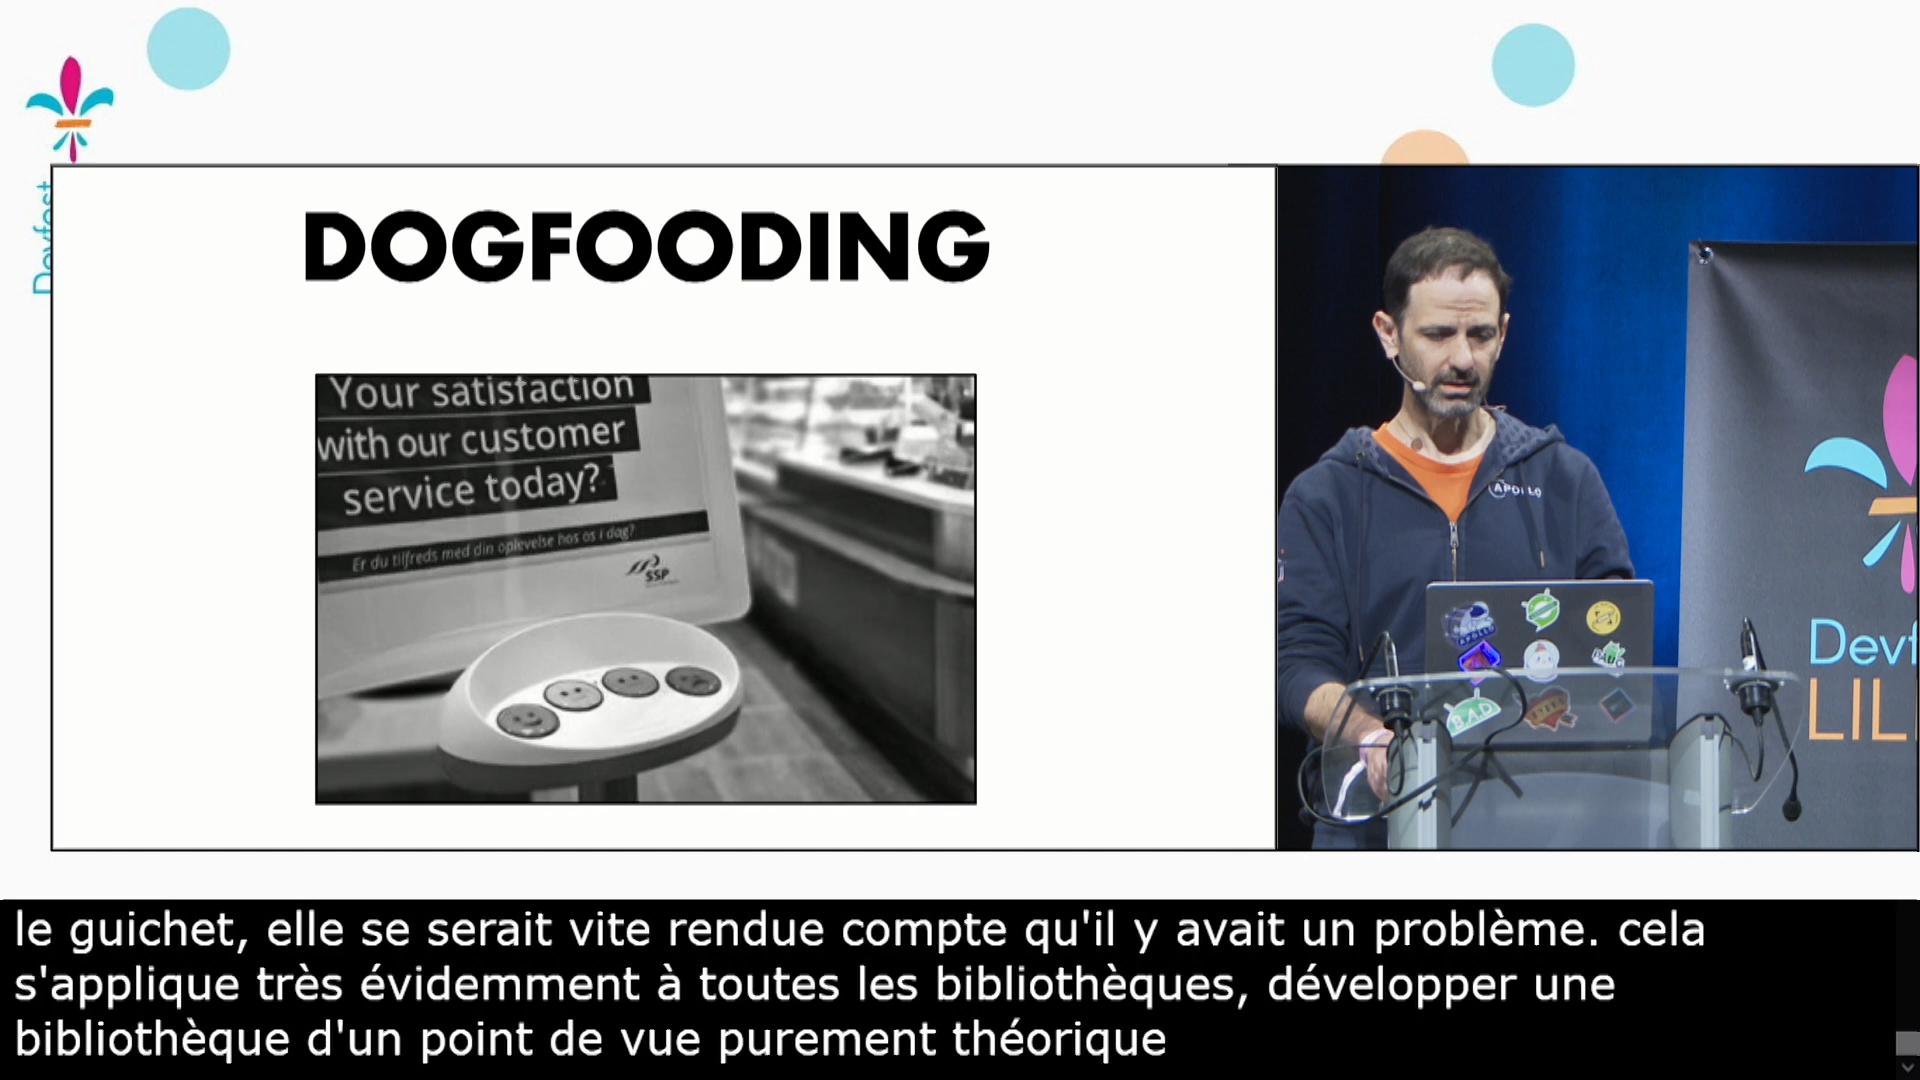 Devfest
DOGFOODING
Your satisfaction
with our customer
service today?
Er du tilfreds med din oplevelse hos os i dag?
SSP
APOLLO
APOLLO
B.A.D
Devf
LIL
le guichet, elle se serait vite rendue compte qu'il y avait un problème. cela
s'applique très évidemment à toutes les bibliothèques, développer une
bibliothèque d'un point de vue purement théorique